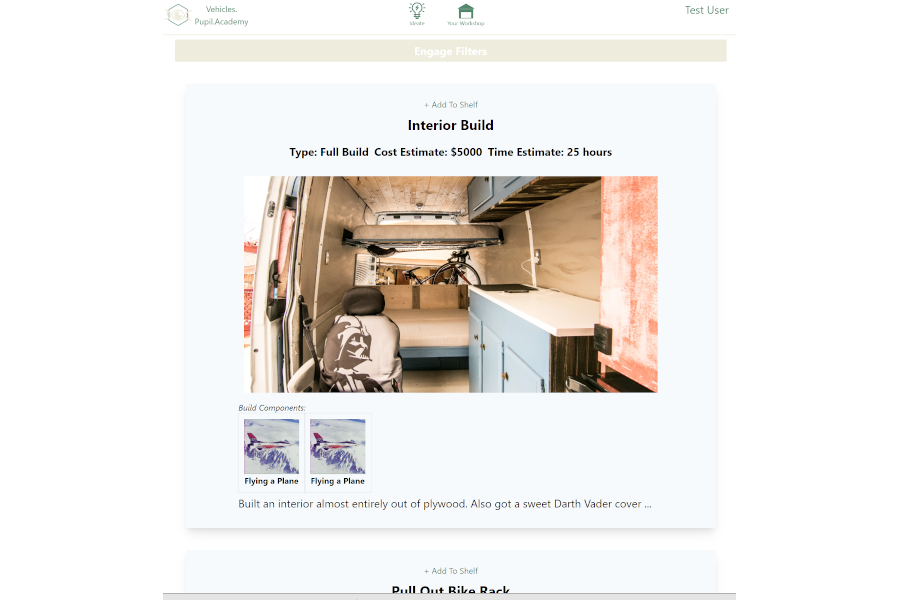 Vehicles.
Pupil.Academy
Ideate
Your Workshop
Test User
Engage Filters
+ Add To Shelf
Interior Build
Type: Full Build Cost Estimate: $5000 Time Estimate: 25 hours
Build Components:
Flying a Plane
Flying a Plane
Built an interior almost entirely out of plywood. Also got a sweet Darth Vader cover ...
+ Add To Shelf
Pull Out Bike Rack